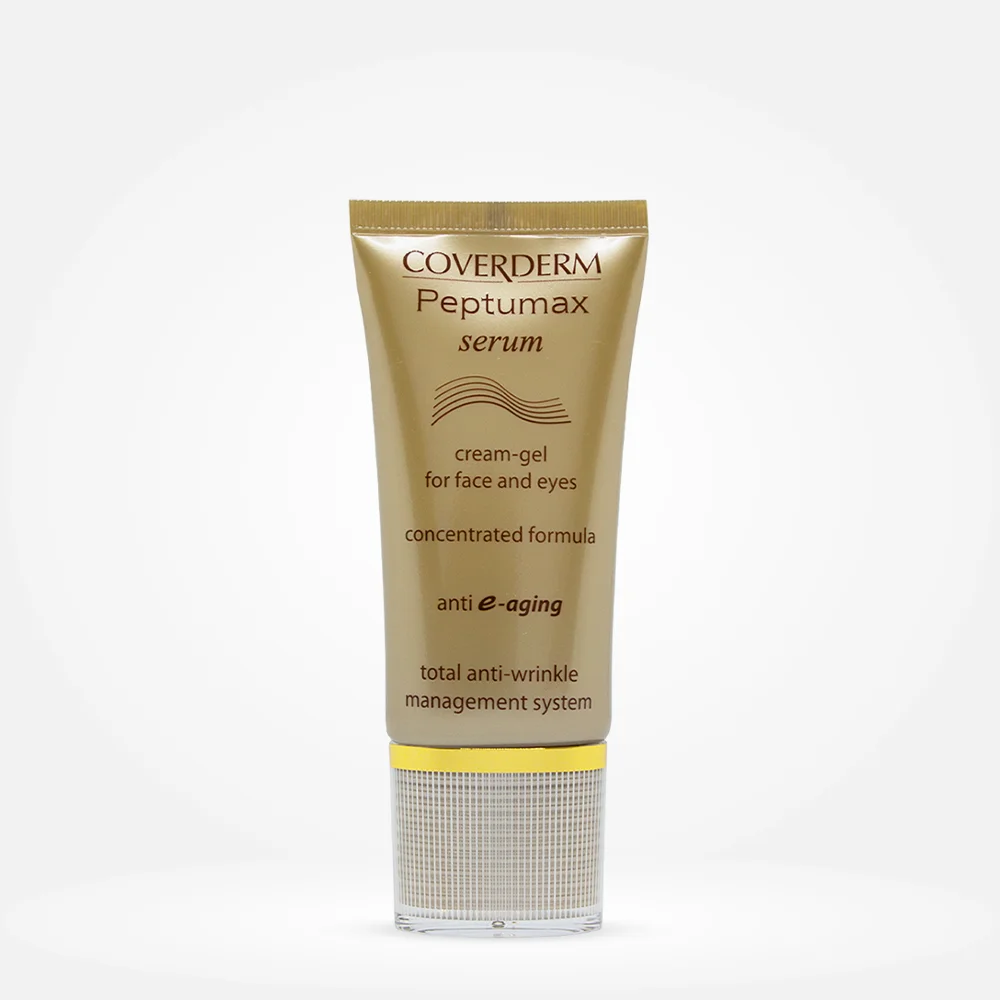 COVERDERM
Peptumax
serum
cream-gel
for face and eyes
concentrated formula
anti e-aging
total anti-wrinkle
management system